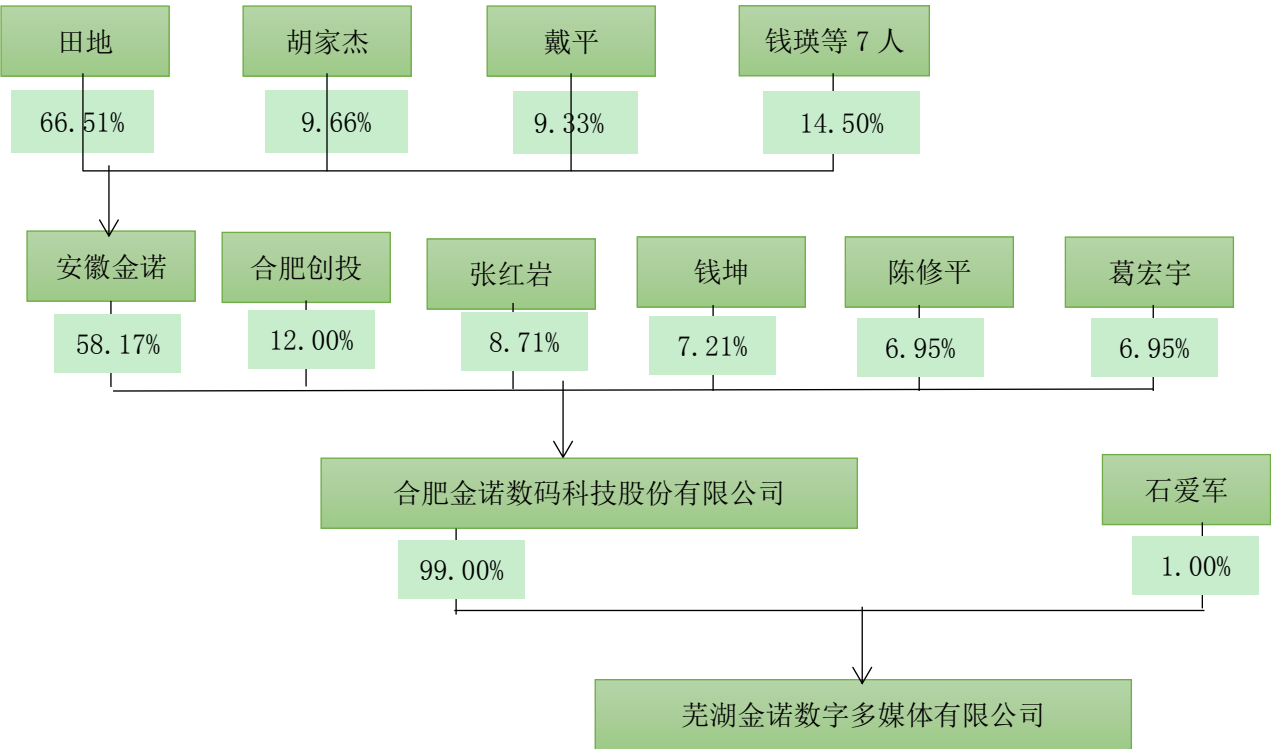 田地
胡家杰
戴平
钱瑛等 7 人
66.51%
9.66%
9.33%
14.50%
安徽金诺
合肥创投
张红岩
钱坤
陈修平
葛宏宇
58.17%
12.00%
8.71%
7.21%
6.95%
6.95%
合肥金诺数码科技股份有限公司
石爱军
99.00%
1.00%
芜湖金诺数字多媒体有限公司